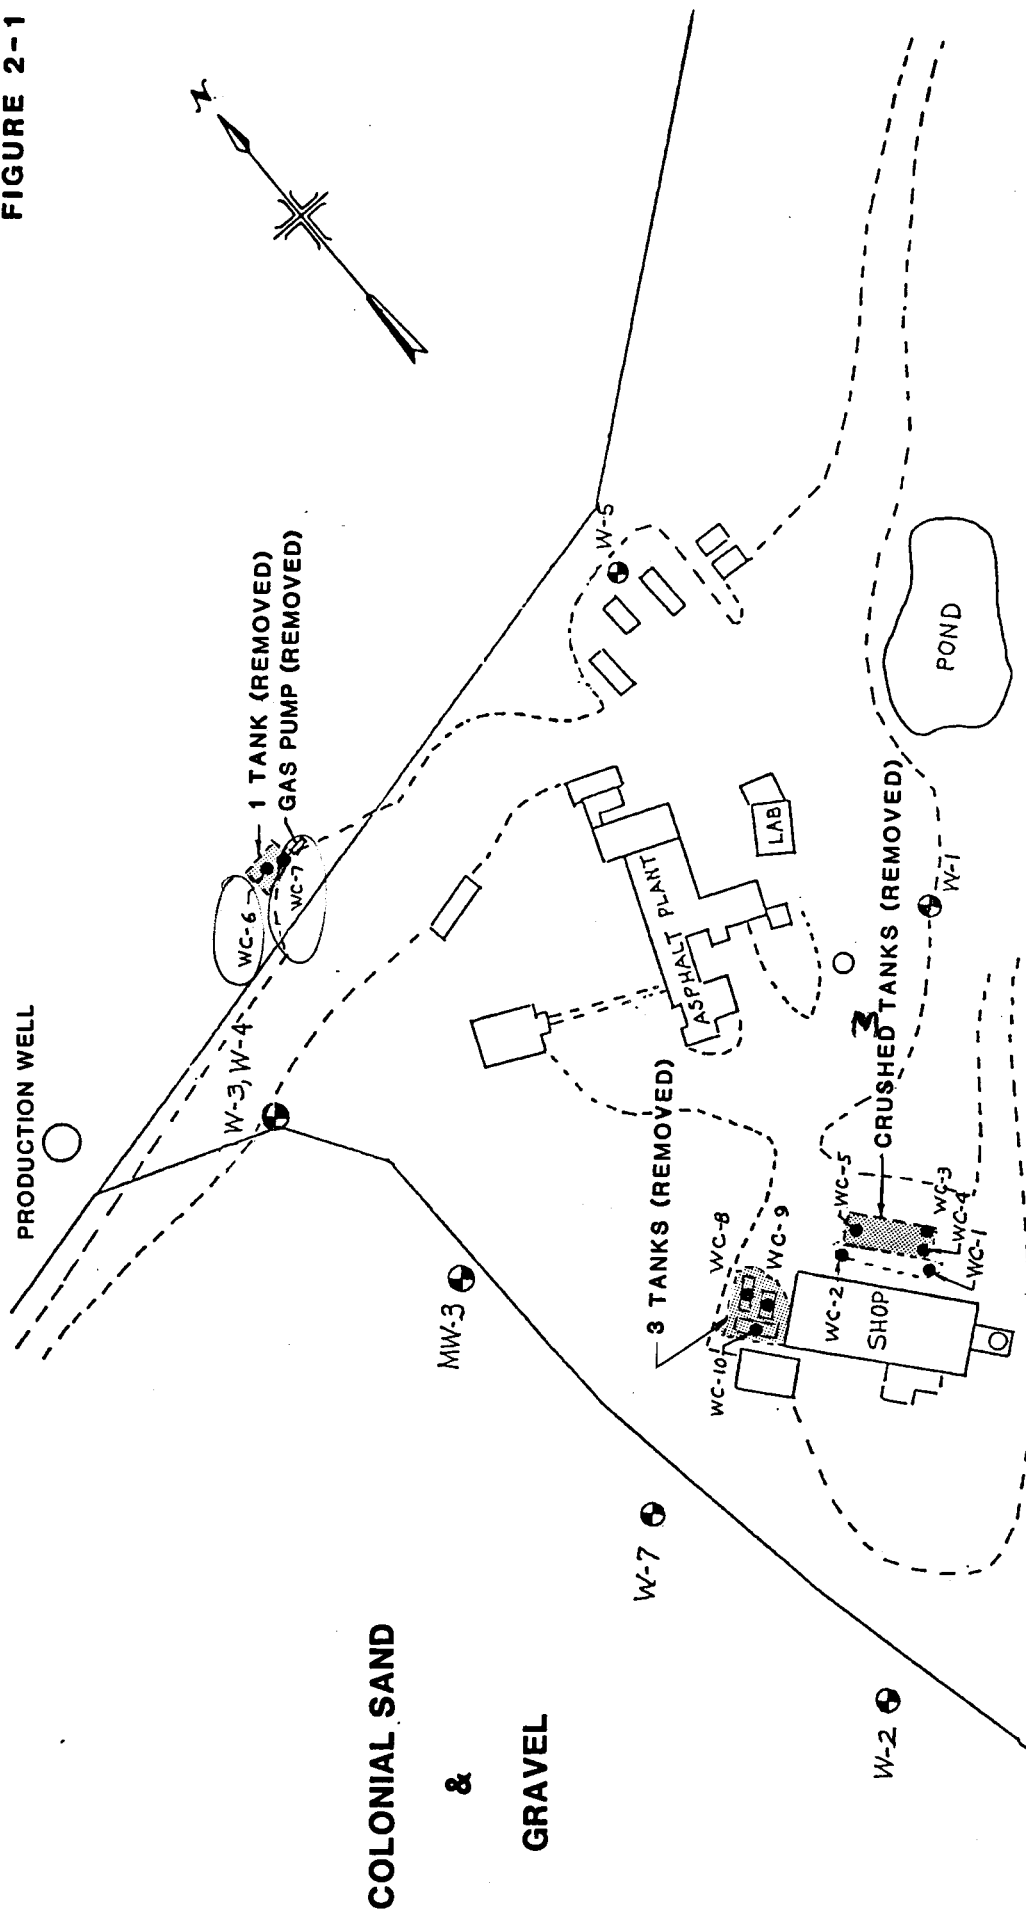 FIGURE 2-1
N
PRODUCTION WELL
1 TANK (REMOVED)
GAS PUMP (REMOVED)
WC-6
WC-7
W-3, W-4
W-5
MW-3
ASPHALT PLANT
LAB
POND
3 TANKS (REMOVED)
3
CRUSHED TANKS (REMOVED)
W-1
WC-8
WC-9
WC-10
WC-5
WC-3
WC-4
WC-1
WC-2
SHOP
W-7
W-2
COLONIAL SAND
&
GRAVEL